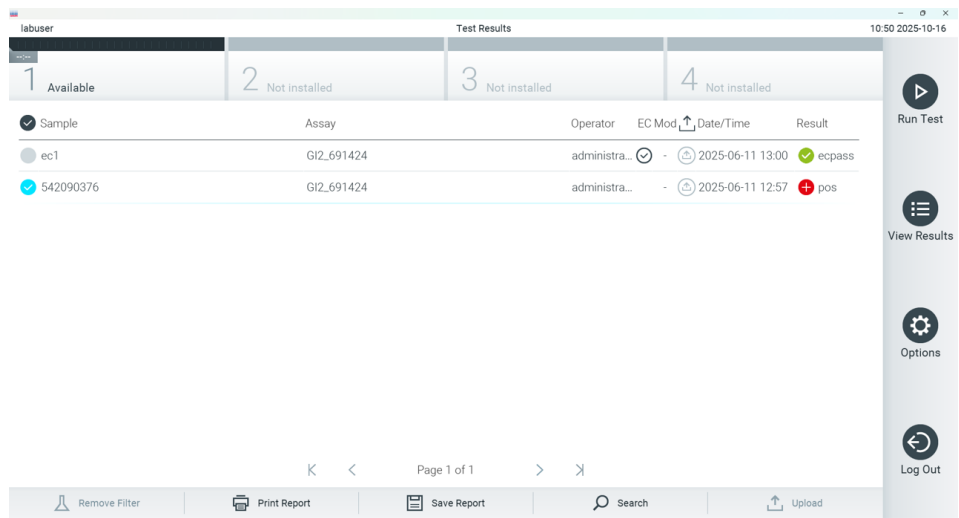 labuser Test Results 10:50 2025-10-16
--:--
1 Available 2 Not installed 3 Not installed 4 Not installed
Run Test
Sample Assay Operator EC Mod Date/Time Result
ec1 GI2_691424 administra... - 2025-06-11 13:00 ecpass
542090376 GI2_691424 administra... - 2025-06-11 12:57 pos
View Results
Options
Log Out
Page 1 of 1
Remove Filter Print Report Save Report Search Upload